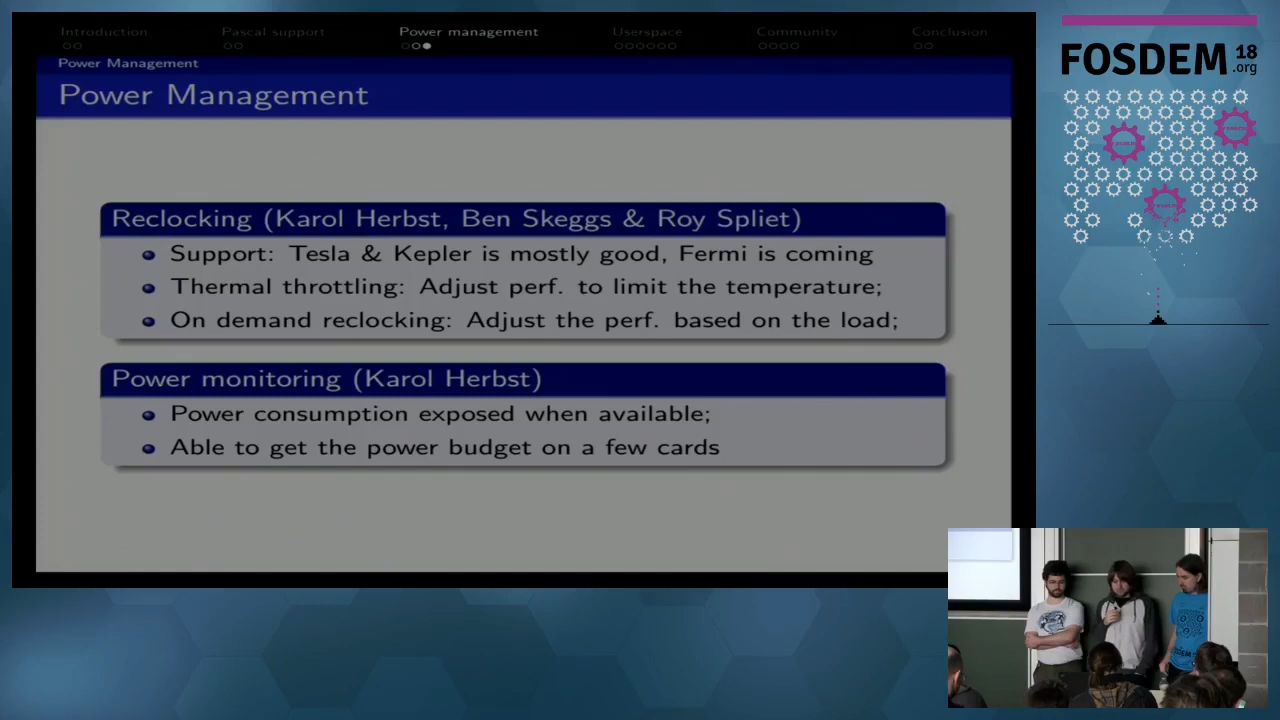 Introduction Pascal support Power management Userspace Community Conclusion
Power Management
Power Management
Reclocking (Karol Herbst, Ben Skeggs & Roy Spliet)
Support: Tesla & Kepler is mostly good, Fermi is coming
Thermal throttling: Adjust perf. to limit the temperature;
On demand reclocking: Adjust the perf. based on the load;
Power monitoring (Karol Herbst)
Power consumption exposed when available;
Able to get the power budget on a few cards
FOSDEM 18
.org
FOSDEM